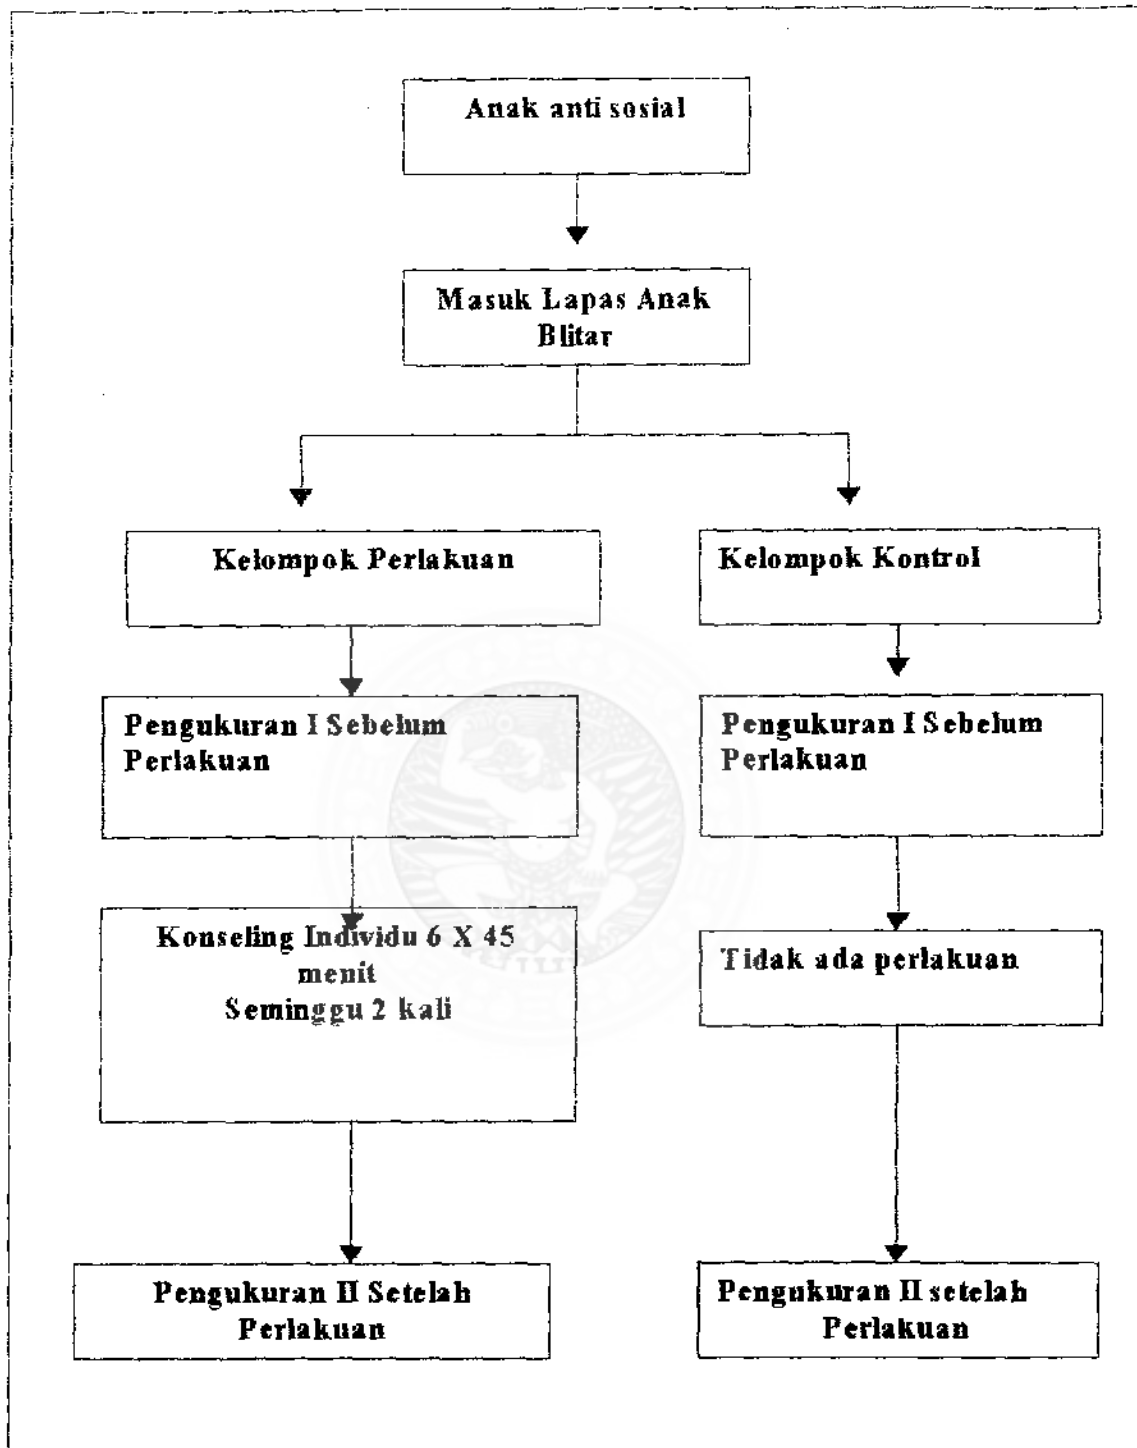 Anak anti sosial
Masuk Lapas Anak
Blitar
Kelompok Perlakuan
Kelompok Kontrol
Pengukuran I Sebelum
Perlakuan
Pengukuran I Sebelum
Perlakuan
Konseling Individu 6 X 45
menit
Seminggu 2 kali
Tidak ada perlakuan
Pengukuran II Setelah
Perlakuan
Pengukuran II setelah
Perlakuan